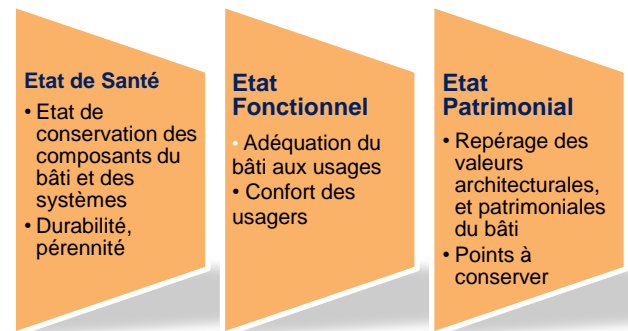 Etat de Santé
• Etat de
conservation des
composants du
bâti et des
systèmes
• Durabilité,
pérennité
Etat
Fonctionnel
• Adéquation du
bâti aux usages
• Confort des
usagers
Etat
Patrimonial
• Repérage des
valeurs
architecturales,
et patrimoniales
du bâti
• Points à
conserver